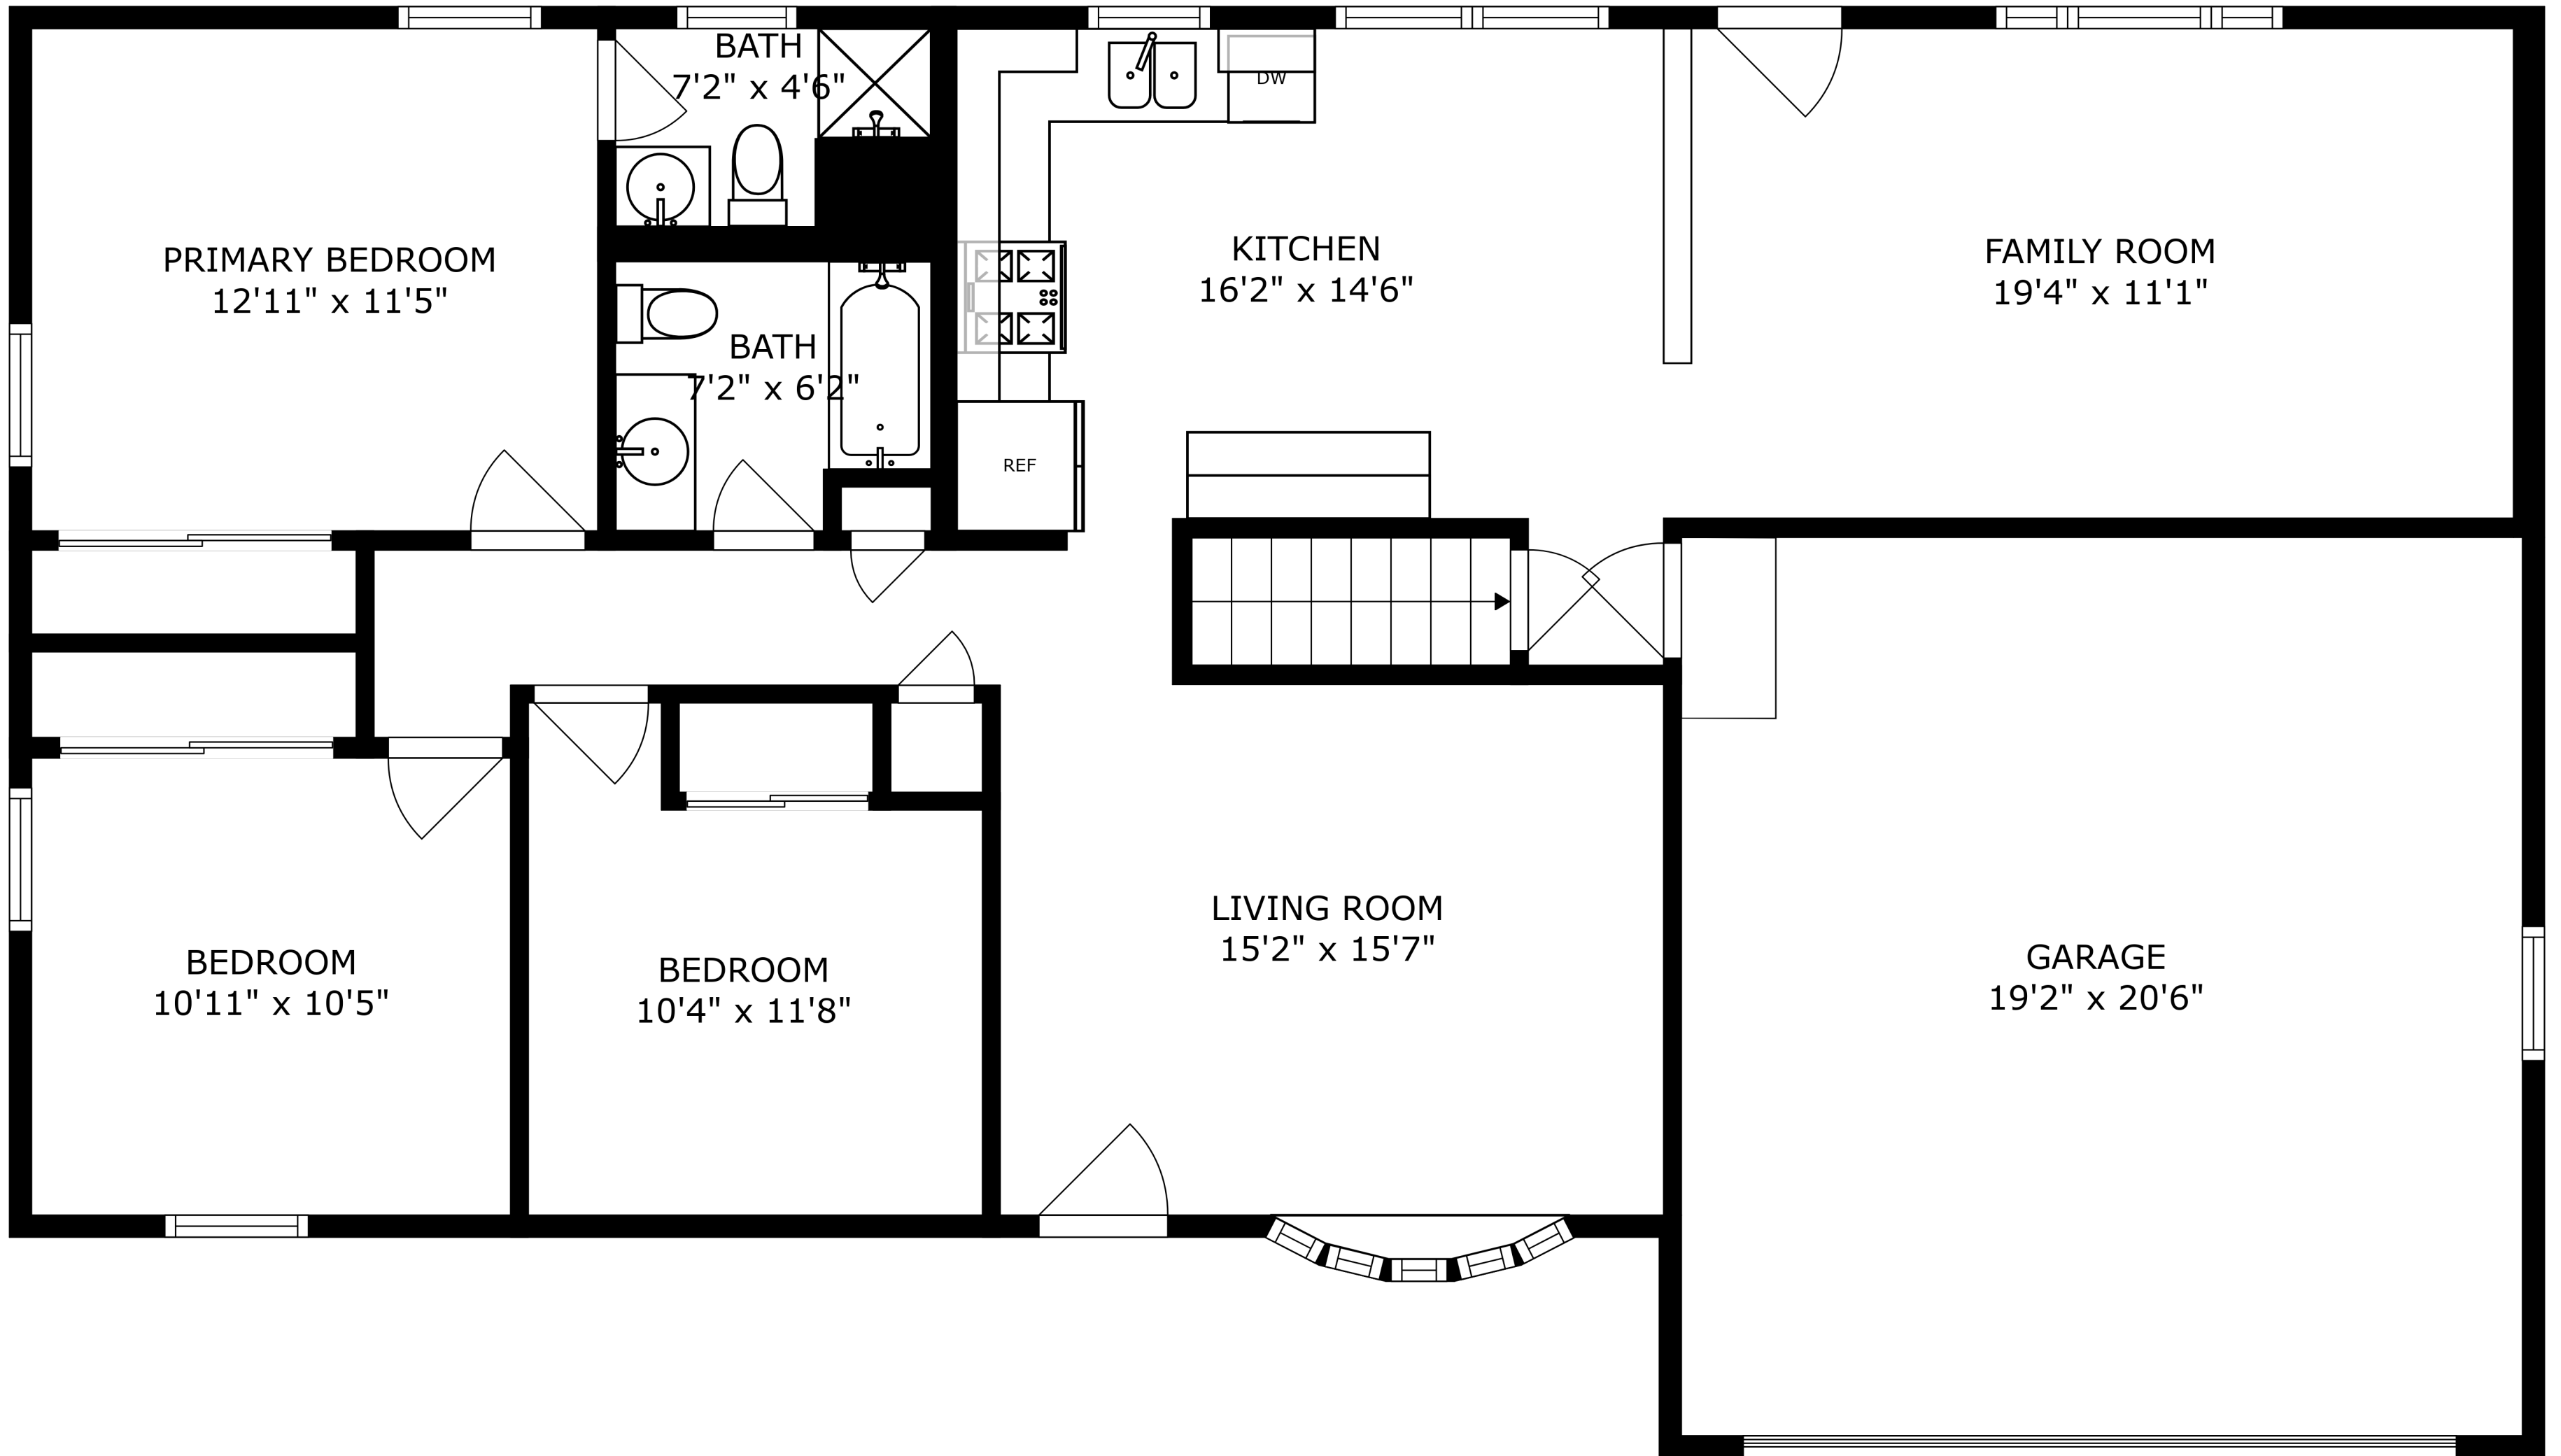 BATH
7'2" x 4'6"
DW
PRIMARY BEDROOM
12'11" x 11'5"
KITCHEN
16'2" x 14'6"
FAMILY ROOM
19'4" x 11'1"
BATH
7'2" x 6'2"
REF
LIVING ROOM
15'2" x 15'7"
BEDROOM
10'11" x 10'5"
BEDROOM
10'4" x 11'8"
GARAGE
19'2" x 20'6"